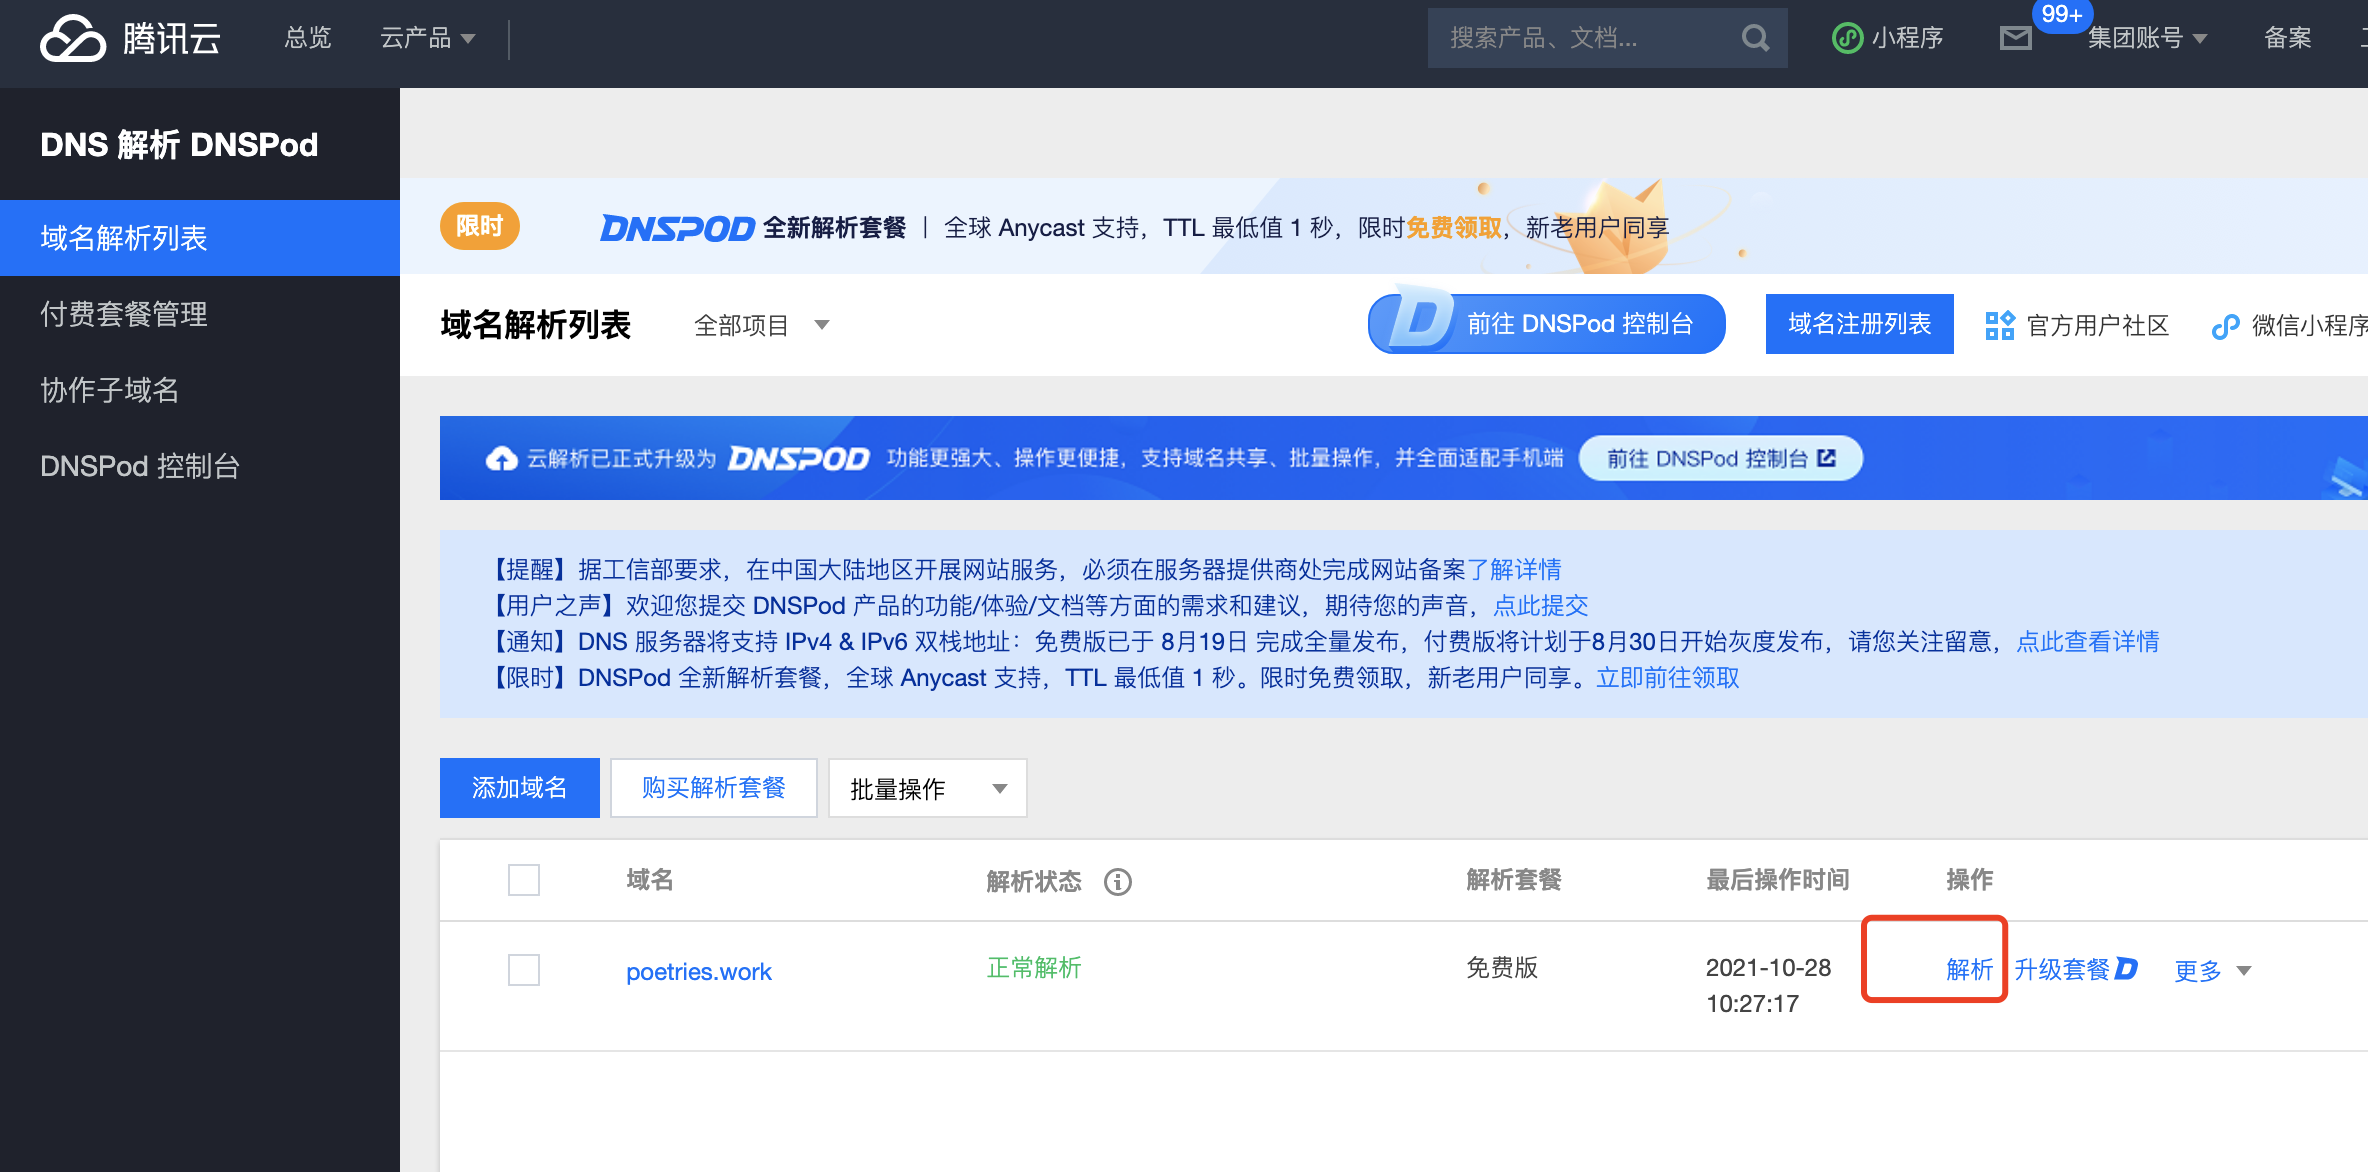 腾讯云
总览
云产品
搜索产品、文档...
小程序
99+
集团账号
备案
DNS 解析 DNSPod
域名解析列表
付费套餐管理
协作子域名
DNSPod 控制台
限时
DNSPOD 全新解析套餐 | 全球 Anycast 支持，TTL 最低值 1 秒，限时免费领取，新老用户同享
域名解析列表
全部项目
前往 DNSPod 控制台
域名注册列表
官方用户社区
微信小程序
云解析已正式升级为 DNSPOD 功能更强大、操作更便捷，支持域名共享、批量操作，并全面适配手机端
前往 DNSPod 控制台
【提醒】据工信部要求，在中国大陆地区开展网站服务，必须在服务器提供商处完成网站备案了解详情
【用户之声】欢迎您提交 DNSPod 产品的功能/体验/文档等方面的需求和建议，期待您的声音，点此提交
【通知】DNS 服务器将支持 IPv4 & IPv6 双栈地址：免费版已于 8月19日 完成全量发布，付费版将计划于8月30日开始灰度发布，请您关注留意，点此查看详情
【限时】DNSPod 全新解析套餐，全球 Anycast 支持，TTL 最低值 1 秒。限时免费领取，新老用户同享。立即前往领取
添加域名
购买解析套餐
批量操作
域名
解析状态
解析套餐
最后操作时间
操作
poetries.work
正常解析
免费版
2021-10-28
10:27:17
解析
升级套餐
更多